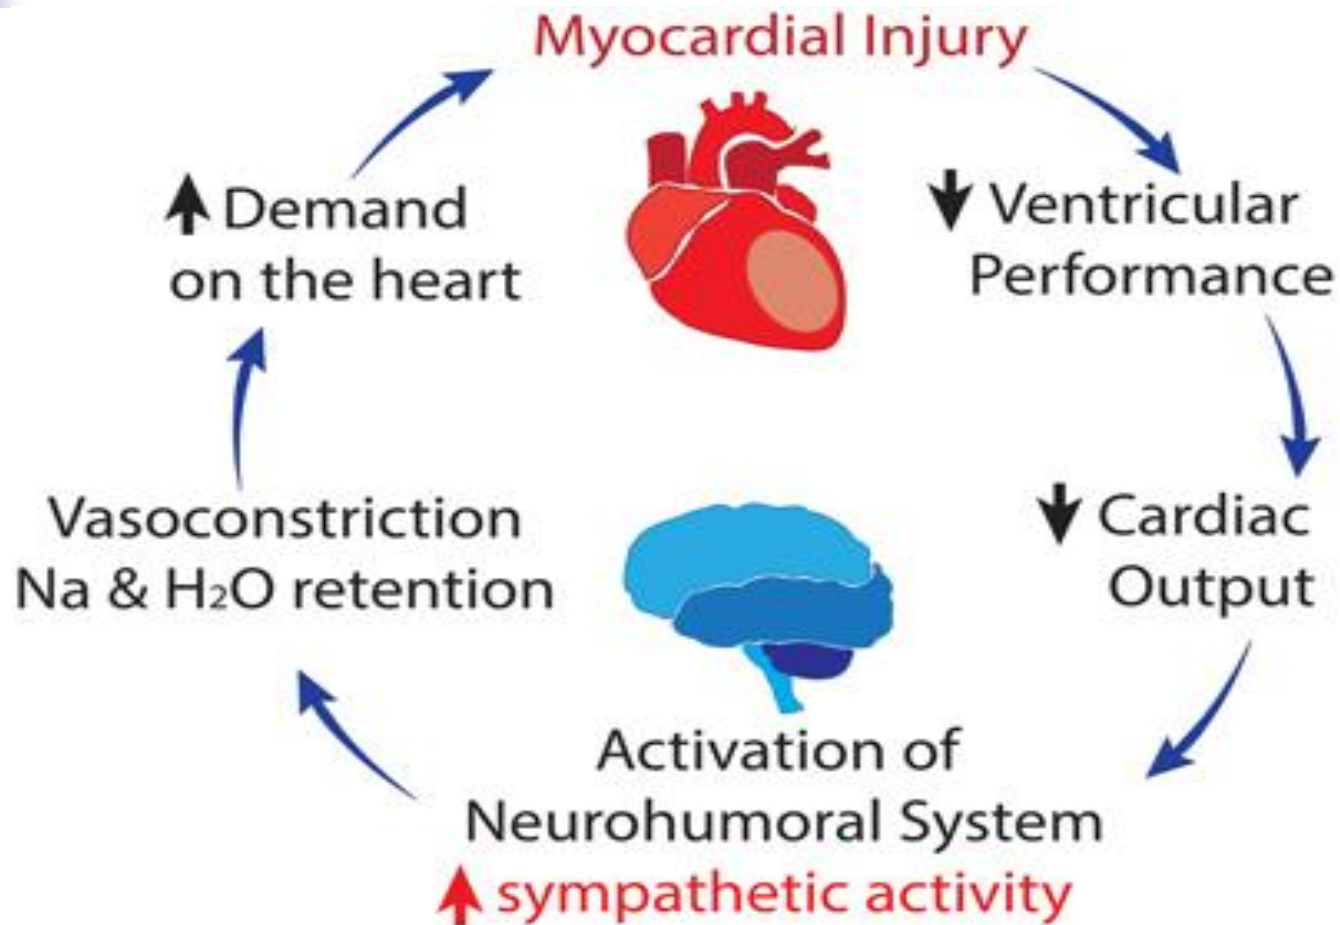 Myocardial Injury
↓ Ventricular
Performance
↓ Cardiac
Output
Activation of
Neurohumoral System
↑ sympathetic activity
Vasoconstriction
Na & H₂O retention
↑ Demand
on the heart